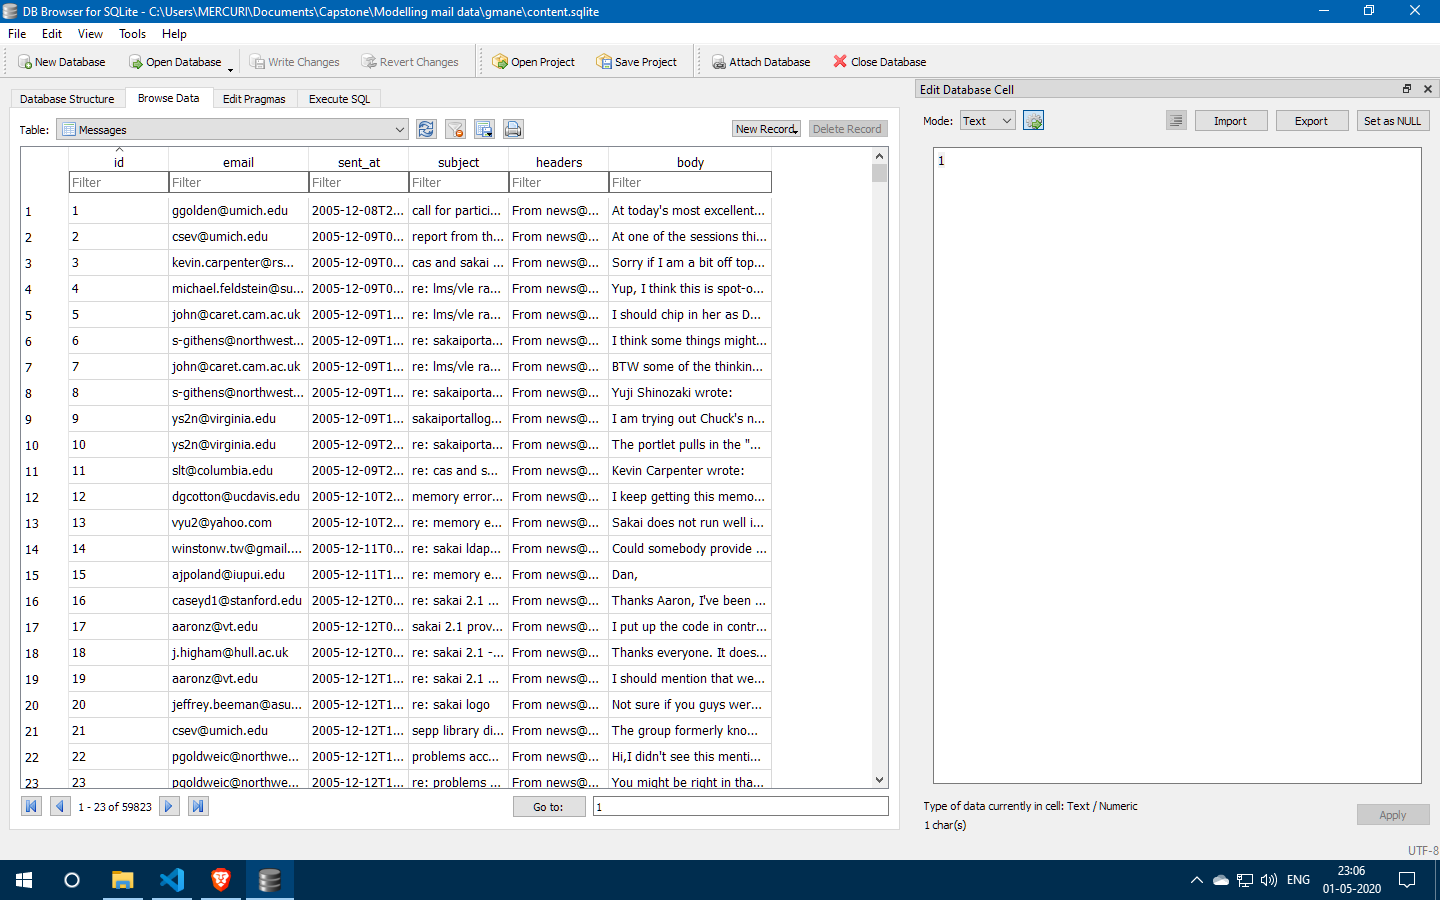 DB Browser for SQLite - C:\Users\MERCURI\Documents\Capstone\Modelling mail data\gmane\content.sqlite
File Edit View Tools Help
New Database Open Database Write Changes Revert Changes Open Project Save Project Attach Database Close Database
Database Structure Browse Data Edit Pragmas Execute SQL
Table: Messages New Record Delete Record
id email sent_at subject headers body
Filter Filter Filter Filter Filter Filter
1 1 ggolden@umich.edu 2005-12-08T2... call for partici... From news@... At today's most excellent...
2 2 csev@umich.edu 2005-12-09T0... report from th... From news@... At one of the sessions thi...
3 3 kevin.carpenter@rs... 2005-12-09T0... cas and sakai ... From news@... Sorry if I am a bit off top...
4 4 michael.feldstein@su... 2005-12-09T0... re: lms/vle ra... From news@... Yup, I think this is spot-o...
5 5 john@caret.cam.ac.uk 2005-12-09T1... re: lms/vle ra... From news@... I should chip in her as D...
6 6 s-githens@northwest... 2005-12-09T1... re: sakaiporta... From news@... I think some things might...
7 7 john@caret.cam.ac.uk 2005-12-09T1... re: lms/vle ra... From news@... BTW some of the thinkin...
8 8 s-githens@northwest... 2005-12-09T1... re: sakaiporta... From news@... Yuji Shinozaki wrote:
9 9 ys2n@virginia.edu 2005-12-09T1... sakaiportallog... From news@... I am trying out Chuck's n...
10 10 ys2n@virginia.edu 2005-12-09T2... re: sakaiporta... From news@... The portlet pulls in the "...
11 11 slt@columbia.edu 2005-12-09T2... re: cas and s... From news@... Kevin Carpenter wrote:
12 12 dgcotton@ucdavis.edu 2005-12-10T2... memory error... From news@... I keep getting this memo...
13 13 vyu2@yahoo.com 2005-12-10T2... re: memory e... From news@... Sakai does not run well i...
14 14 winstonw.tw@gmail.... 2005-12-11T0... re: sakai ldap... From news@... Could somebody provide ...
15 15 ajpoland@iupui.edu 2005-12-11T1... re: memory e... From news@... Dan,
16 16 caseyd1@stanford.edu 2005-12-12T0... re: sakai 2.1 ... From news@... Thanks Aaron, I've been ...
17 17 aaronz@vt.edu 2005-12-12T0... sakai 2.1 prov... From news@... I put up the code in contr...
18 18 j.higham@hull.ac.uk 2005-12-12T0... re: sakai 2.1 -... From news@... Thanks everyone. It does...
19 19 aaronz@vt.edu 2005-12-12T1... re: sakai 2.1 ... From news@... I should mention that we...
20 20 jeffrey.beeman@asu... 2005-12-12T1... re: sakai logo From news@... Not sure if you guys wer...
21 21 csev@umich.edu 2005-12-12T1... sepp library di... From news@... The group formerly kno...
22 22 pgoldweic@northwe... 2005-12-12T1... problems acc... From news@... Hi,I didn't see this menti...
23 23 pgoldweic@northwe... 2005-12-12T1... re: problems ... From news@... You might be right in tha...
1 - 23 of 59823 Go to: 1
Edit Database Cell
Mode: Text Import Export Set as NULL
1
Type of data currently in cell: Text / Numeric
1 char(s)
Apply
UTF-8
ENG 23:06
01-05-2020